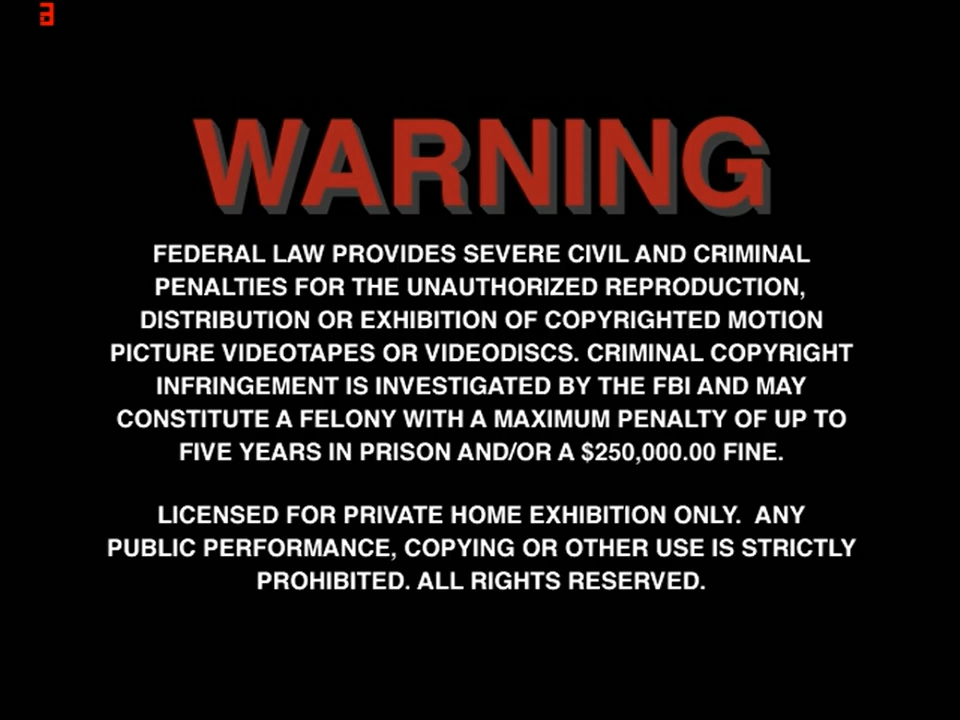 WARNING
FEDERAL LAW PROVIDES SEVERE CIVIL AND CRIMINAL
PENALTIES FOR THE UNAUTHORIZED REPRODUCTION,
DISTRIBUTION OR EXHIBITION OF COPYRIGHTED MOTION
PICTURE VIDEOTAPES OR VIDEODISCS. CRIMINAL COPYRIGHT
INFRINGEMENT IS INVESTIGATED BY THE FBI AND MAY
CONSTITUTE A FELONY WITH A MAXIMUM PENALTY OF UP TO
FIVE YEARS IN PRISON AND/OR A $250,000.00 FINE.
LICENSED FOR PRIVATE HOME EXHIBITION ONLY.  ANY
PUBLIC PERFORMANCE, COPYING OR OTHER USE IS STRICTLY
PROHIBITED. ALL RIGHTS RESERVED.